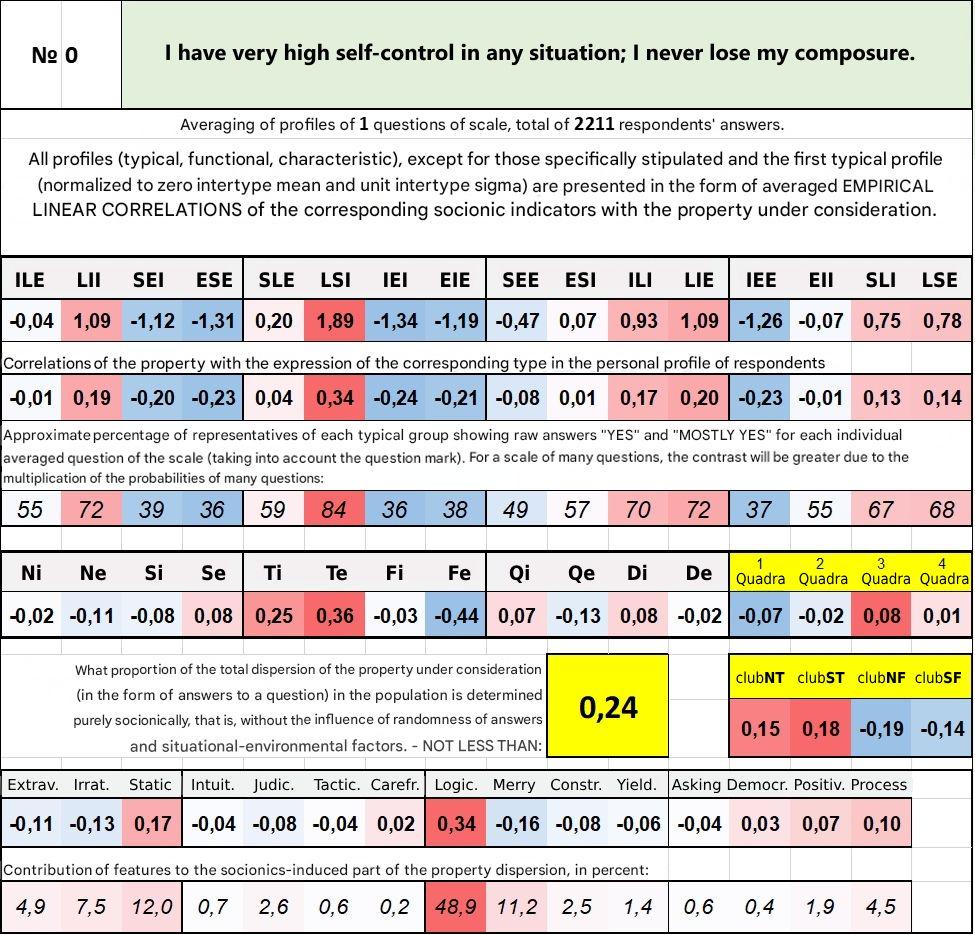 № 0
I have very high self-control in any situation; I never lose my composure.
Averaging of profiles of 1 questions of scale, total of 2211 respondents' answers.
All profiles (typical, functional, characteristic), except for those specifically stipulated and the first typical profile
(normalized to zero intertype mean and unit intertype sigma) are presented in the form of averaged EMPIRICAL
LINEAR CORRELATIONS of the corresponding socionic indicators with the property under consideration.
ILE LII SEI ESE SLE LSI IEI EIE SEE ESI ILI LIE IEE EII SLI LSE
-0,04 1,09 -1,12 -1,31 0,20 1,89 -1,34 -1,19 -0,47 0,07 0,93 1,09 -1,26 -0,07 0,75 0,78
Correlations of the property with the expression of the corresponding type in the personal profile of respondents
-0,01 0,19 -0,20 -0,23 0,04 0,34 -0,24 -0,21 -0,08 0,01 0,17 0,20 -0,23 -0,01 0,13 0,14
Approximate percentage of representatives of each typical group showing raw answers "YES" and "MOSTLY YES" for each individual
averaged question of the scale (taking into account the question mark). For a scale of many questions, the contrast will be greater due to the
multiplication of the probabilities of many questions:
55 72 39 36 59 84 36 38 49 57 70 72 37 55 67 68
Ni Ne Si Se Ti Te Fi Fe Qi Qe Di De 1 Quadra 2 Quadra 3 Quadra 4 Quadra
-0,02 -0,11 -0,08 0,08 0,25 0,36 -0,03 -0,44 0,07 -0,13 0,08 -0,02 -0,07 -0,02 0,08 0,01
What proportion of the total dispersion of the property under consideration
(in the form of answers to a question) in the population is determined
purely socionically, that is, without the influence of randomness of answers
and situational-environmental factors. - NOT LESS THAN:
0,24
clubNT clubST clubNF clubSF
0,15 0,18 -0,19 -0,14
Extrav. Irrat. Static Intuit. Judic. Tactic. Carefr. Logic. Merry Constr. Yield. Asking Democr. Positiv. Process
-0,11 -0,13 0,17 -0,04 -0,08 -0,04 0,02 0,34 -0,16 -0,08 -0,06 -0,04 0,03 0,07 0,10
Contribution of features to the socionics-induced part of the property dispersion, in percent:
4,9 7,5 12,0 0,7 2,6 0,6 0,2 48,9 11,2 2,5 1,4 0,6 0,4 1,9 4,5